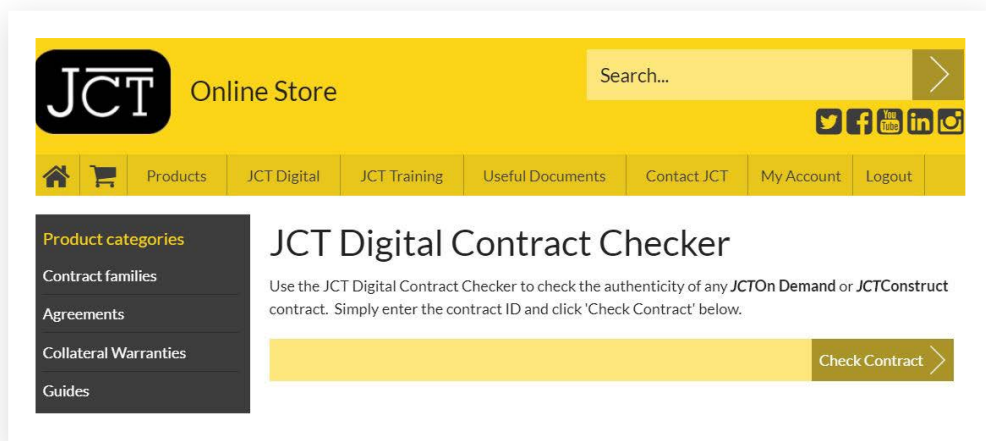 JCT Online Store
Search...
You Tube
Products JCT Digital JCT Training Useful Documents Contact JCT My Account Logout
Product categories
Contract families
Agreements
Collateral Warranties
Guides
JCT Digital Contract Checker
Use the JCT Digital Contract Checker to check the authenticity of any JCTOn Demand or JCTConstruct
contract. Simply enter the contract ID and click 'Check Contract' below.
Check Contract